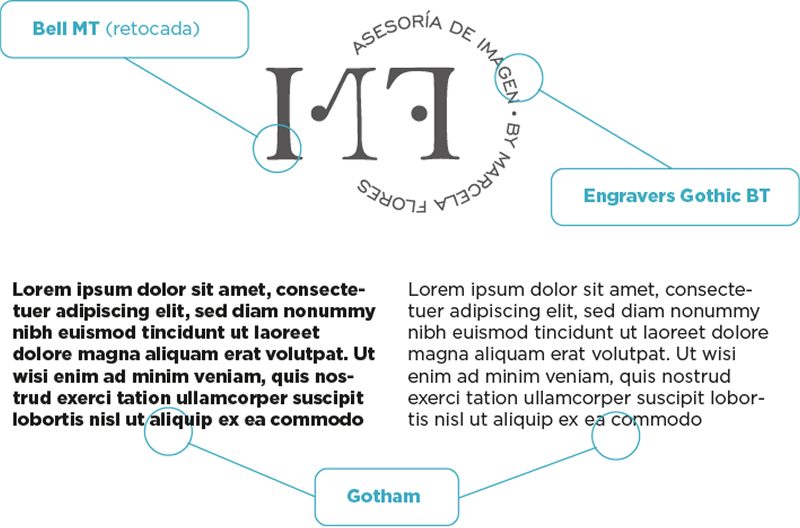 Bell MT (retocada)
ASESORÍA DE IMAGEN • BY MARCELA FLORES
MF
Engravers Gothic BT
Lorem ipsum dolor sit amet, consecte-
tuer adipiscing elit, sed diam nonummy
nibh euismod tincidunt ut laoreet
dolore magna aliquam erat volutpat. Ut
wisi enim ad minim veniam, quis nos-
trud exerci tation ullamcorper suscipit
lobortis nisl ut aliquip ex ea commodo
Lorem ipsum dolor sit amet, consecte-
tuer adipiscing elit, sed diam nonummy
nibh euismod tincidunt ut laoreet dolore
magna aliquam erat volutpat. Ut wisi
enim ad minim veniam, quis nostrud
exerci tation ullamcorper suscipit lobor-
tis nisl ut aliquip ex ea commodo
Gotham